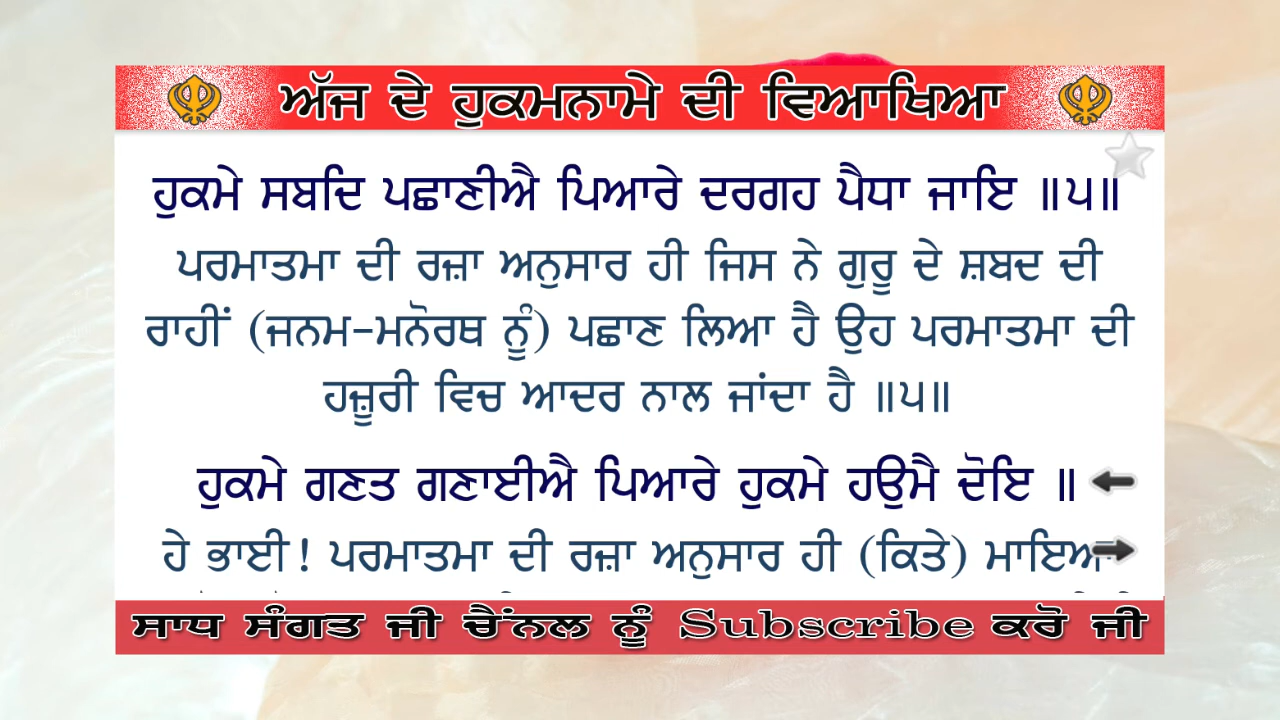 ਅੱਜ ਦੇ ਹੁਕਮਨਾਮੇ ਦੀ ਵਿਆਖਿਆ
ਹੁਕਮੇ ਸਬਦਿ ਪਛਾਣੀਐ ਪਿਆਰੇ ਦਰਗਹ ਪੈਧਾ ਜਾਇ ॥੫॥
ਪਰਮਾਤਮਾ ਦੀ ਰਜ਼ਾ ਅਨੁਸਾਰ ਹੀ ਜਿਸ ਨੇ ਗੁਰੂ ਦੇ ਸ਼ਬਦ ਦੀ
ਰਾਹੀਂ (ਜਨਮ-ਮਨੋਰਥ ਨੂੰ) ਪਛਾਣ ਲਿਆ ਹੈ ਉਹ ਪਰਮਾਤਮਾ ਦੀ
ਹਜ਼ੂਰੀ ਵਿਚ ਆਦਰ ਨਾਲ ਜਾਂਦਾ ਹੈ ॥੫॥
ਹੁਕਮੇ ਗਣਤ ਗਣਾਈਐ ਪਿਆਰੇ ਹੁਕਮੇ ਹਉਮੈ ਦੋਇ ॥
ਹੇ ਭਾਈ! ਪਰਮਾਤਮਾ ਦੀ ਰਜ਼ਾ ਅਨੁਸਾਰ ਹੀ (ਕਿਤੇ)
ਸਾਧ ਸੰਗਤ ਜੀ ਚੈਂਨਲ ਨੂੰ Subscribe ਕਰੋ ਜੀ